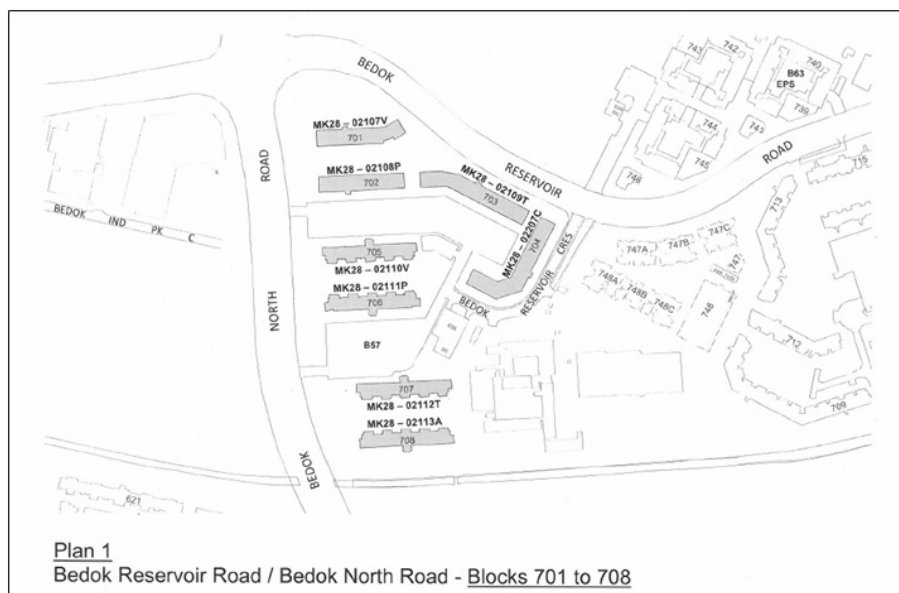 BEDOK
RESERVOIR
ROAD
743
742
740
B63
EPS
739
744
741
745
746
715
713
MK28 – 02107V
701
MK28 – 02108P
702
MK28 – 02109T
703
MK28 – 02207C
704
ROAD
BEDOK IND PK C
705
MK28 – 02110V
MK28 – 02111P
706
NORTH
BEDOK
RESERVOIR
CRES
747A
747B
747C
747
748A
748B
748C
748
712
709
B57
707
MK28 – 02112T
MK28 – 02113A
708
BEDOK
621
Plan 1
Bedok Reservoir Road / Bedok North Road - Blocks 701 to 708